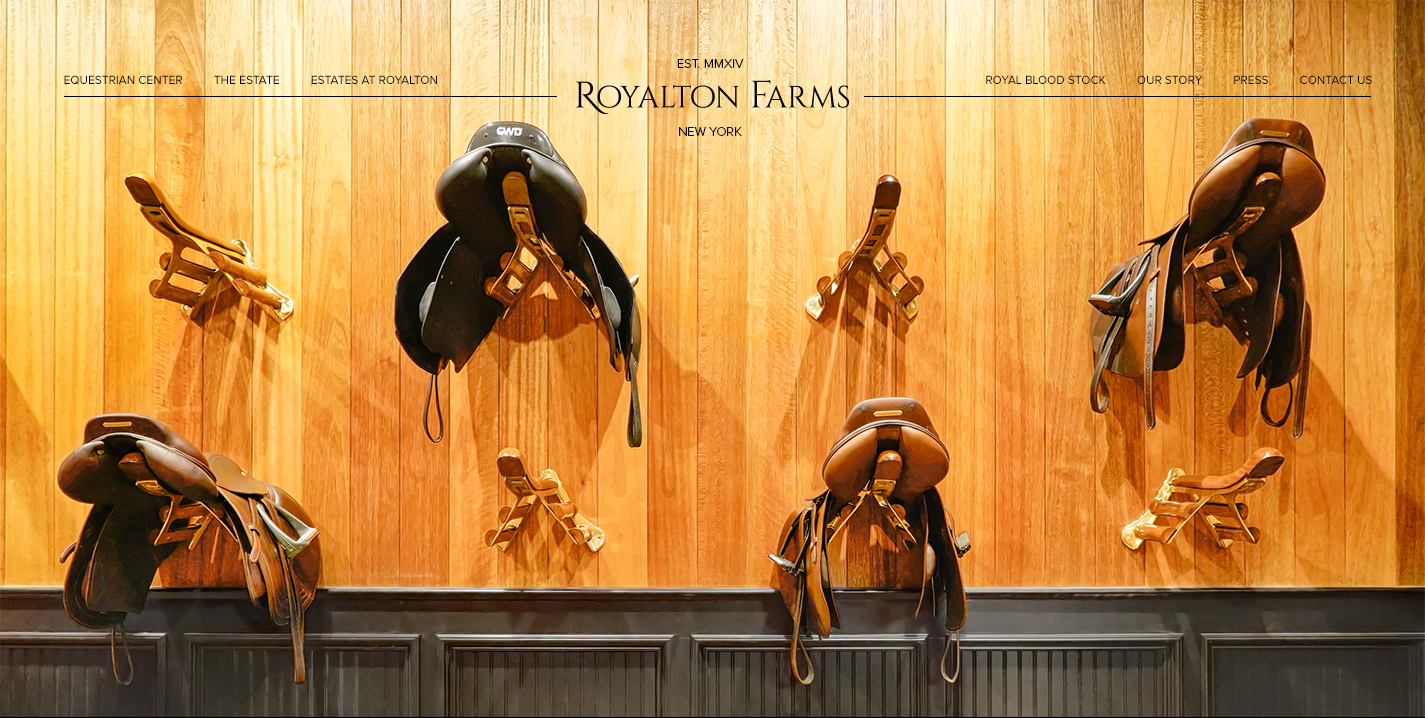 EST. MMXIV
EQUESTRIAN CENTER THE ESTATE ESTATES AT ROYALTON
ROYALTON FARMS
ROYAL BLOOD STOCK OUR STORY PRESS CONTACT US
NEW YORK
CWD